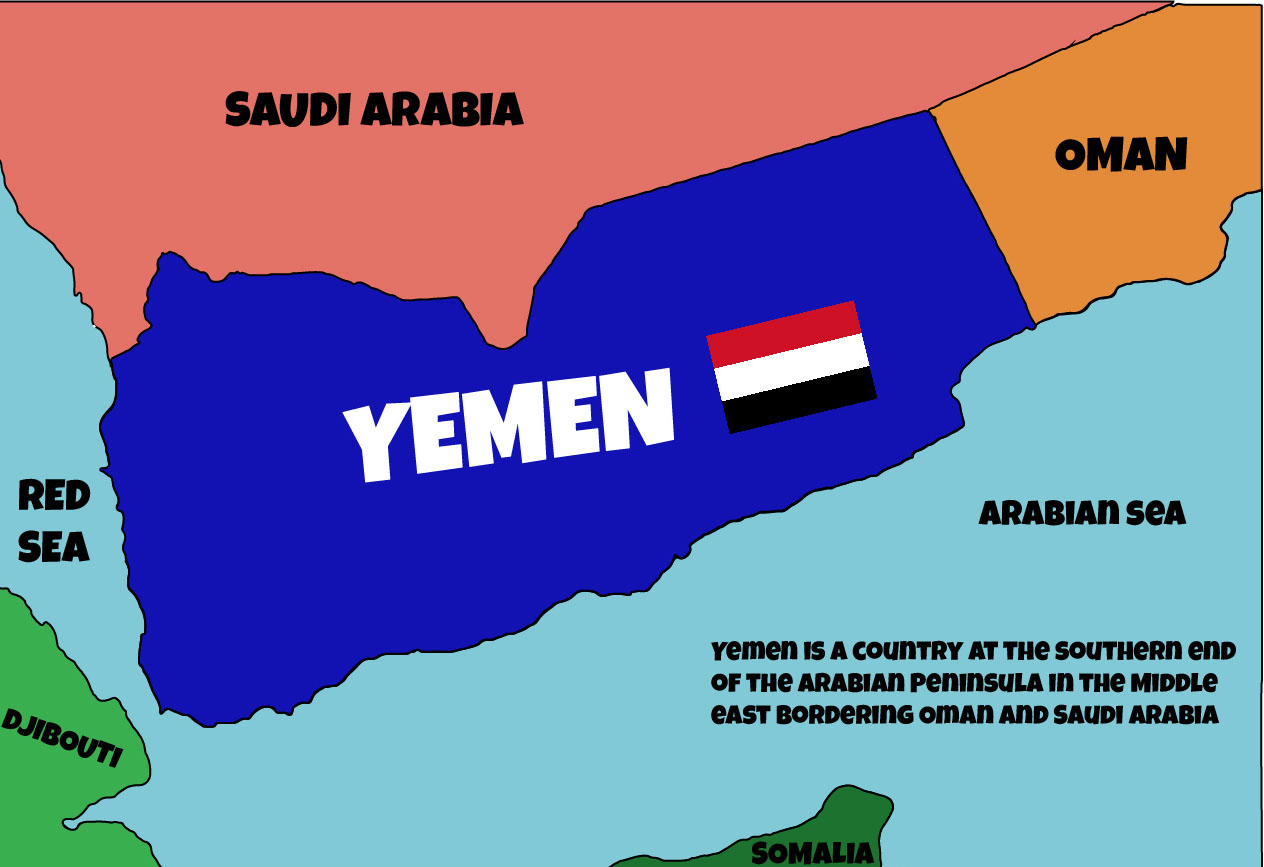 SAUDI ARABIA
OMAN
YEMEN
RED
SEA
ARABIAN SEA
YEMEN IS A COUNTRY AT THE SOUTHERN END
OF THE ARABIAN PENINSULA IN THE MIDDLE
EAST BORDERING OMAN AND SAUDI ARABIA
DJIBOUTI
SOMALIA